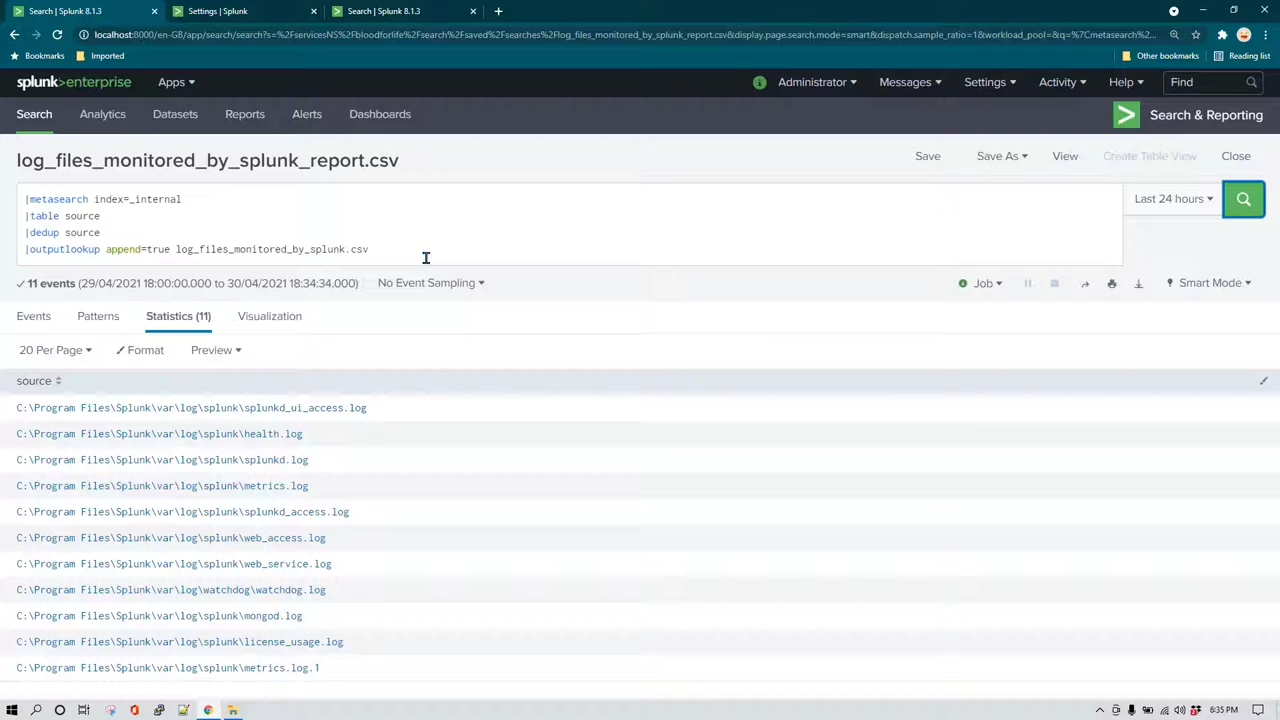 Search | Splunk 8.1.3
Settings | Splunk
Search | Splunk 8.1.3
localhost:8000/en-GB/app/search/search?s=%2FservicesNS%2Fbloodforlife%2Fsearch%2Fsaved%2Fsearches%2Flog_files_monitored_by_splunk_report.csv&display.page.search.mode=smart&dispatch.sample_ratio=1&workload_pool=&q=%7Cmetasearch%20index%3D_internal%...
Bookmarks Imported Other bookmarks Reading list
splunk>enterprise Apps Administrator Messages Settings Activity Help Find
Search Analytics Datasets Reports Alerts Dashboards > Search & Reporting
log_files_monitored_by_splunk_report.csv Save Save As View Create Table View Close
|metasearch index=_internal
|table source
|dedup source
|outputlookup append=true log_files_monitored_by_splunk.csv
Last 24 hours
✓ 11 events (29/04/2021 18:00:00.000 to 30/04/2021 18:34:34.000) No Event Sampling Job Smart Mode
Events Patterns Statistics (11) Visualization
20 Per Page Format Preview
source
C:\Program Files\Splunk\var\log\splunk\splunkd_ui_access.log
C:\Program Files\Splunk\var\log\splunk\health.log
C:\Program Files\Splunk\var\log\splunk\splunkd.log
C:\Program Files\Splunk\var\log\splunk\metrics.log
C:\Program Files\Splunk\var\log\splunk\splunkd_access.log
C:\Program Files\Splunk\var\log\splunk\web_access.log
C:\Program Files\Splunk\var\log\splunk\web_service.log
C:\Program Files\Splunk\var\log\watchdog\watchdog.log
C:\Program Files\Splunk\var\log\splunk\mongod.log
C:\Program Files\Splunk\var\log\splunk\license_usage.log
C:\Program Files\Splunk\var\log\splunk\metrics.log.1
6:35 PM